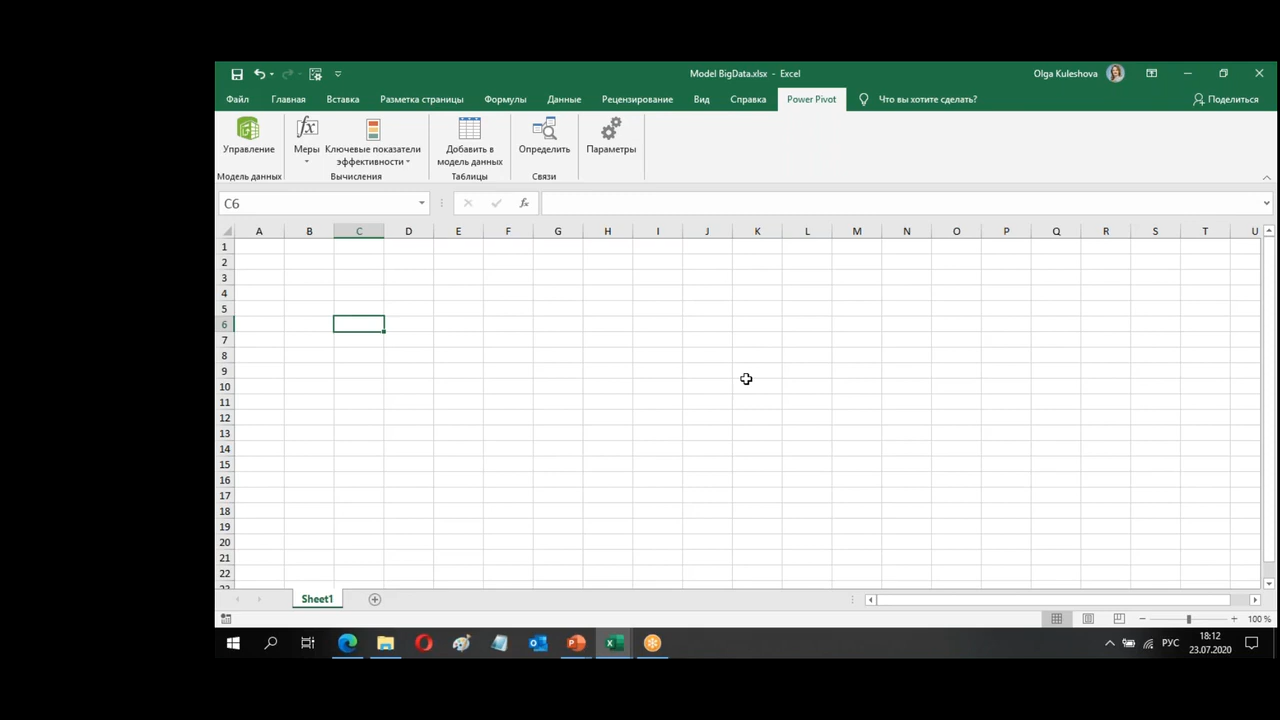 Model BigData.xlsx - Excel
Olga Kuleshova
Файл Главная Вставка Разметка страницы Формулы Данные Рецензирование Вид Справка Power Pivot Что вы хотите сделать? Поделиться
Управление
Меры
Ключевые показатели
эффективности
Добавить в
модель данных
Определить
Параметры
Модель данных Вычисления Таблицы Связи
C6 fx
A B C D E F G H I J K L M N O P Q R S T U
1
2
3
4
5
6
7
8
9
10
11
12
13
14
15
16
17
18
19
20
21
22
Sheet1
100 %
РУС
18:12
23.07.2020